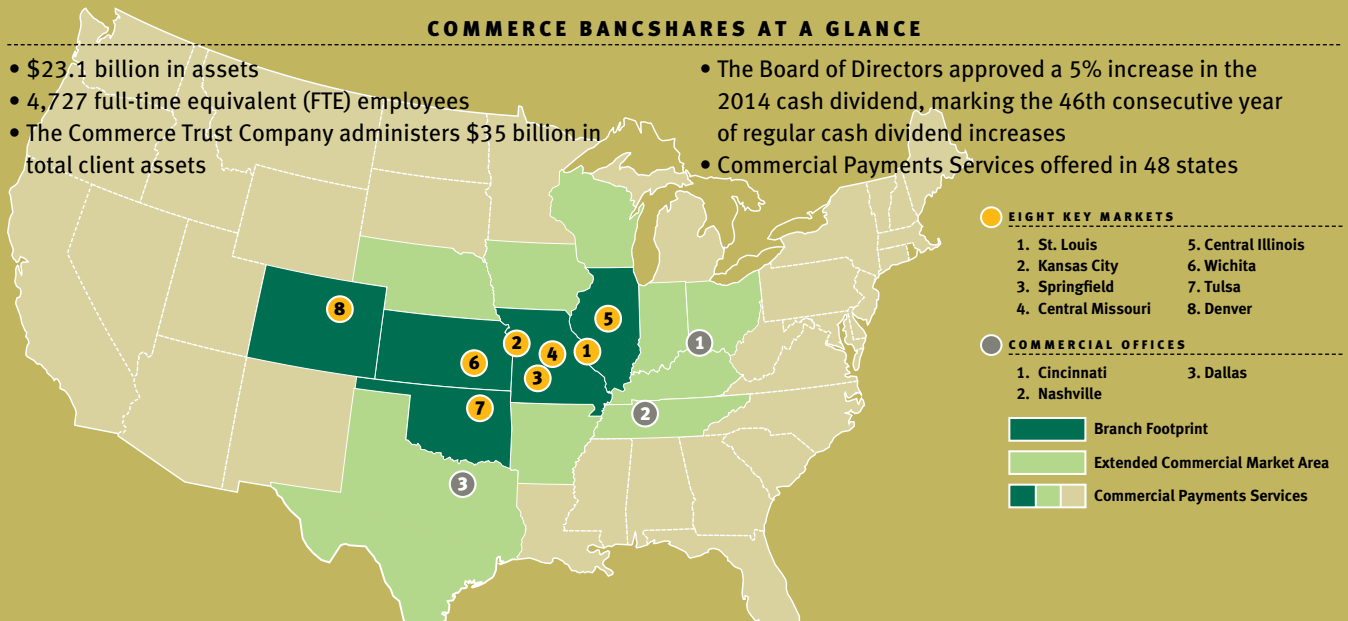 COMMERCE BANCSHARES AT A GLANCE
• $23.1 billion in assets
• 4,727 full-time equivalent (FTE) employees
• The Commerce Trust Company administers $35 billion in
total client assets
• The Board of Directors approved a 5% increase in the
2014 cash dividend, marking the 46th consecutive year
of regular cash dividend increases
• Commercial Payments Services offered in 48 states
EIGHT KEY MARKETS
1. St. Louis
2. Kansas City
3. Springfield
4. Central Missouri
5. Central Illinois
6. Wichita
7. Tulsa
8. Denver
COMMERCIAL OFFICES
1. Cincinnati
2. Nashville
3. Dallas
Branch Footprint
Extended Commercial Market Area
Commercial Payments Services
8
5
2
4
1
1
6
3
7
2
3